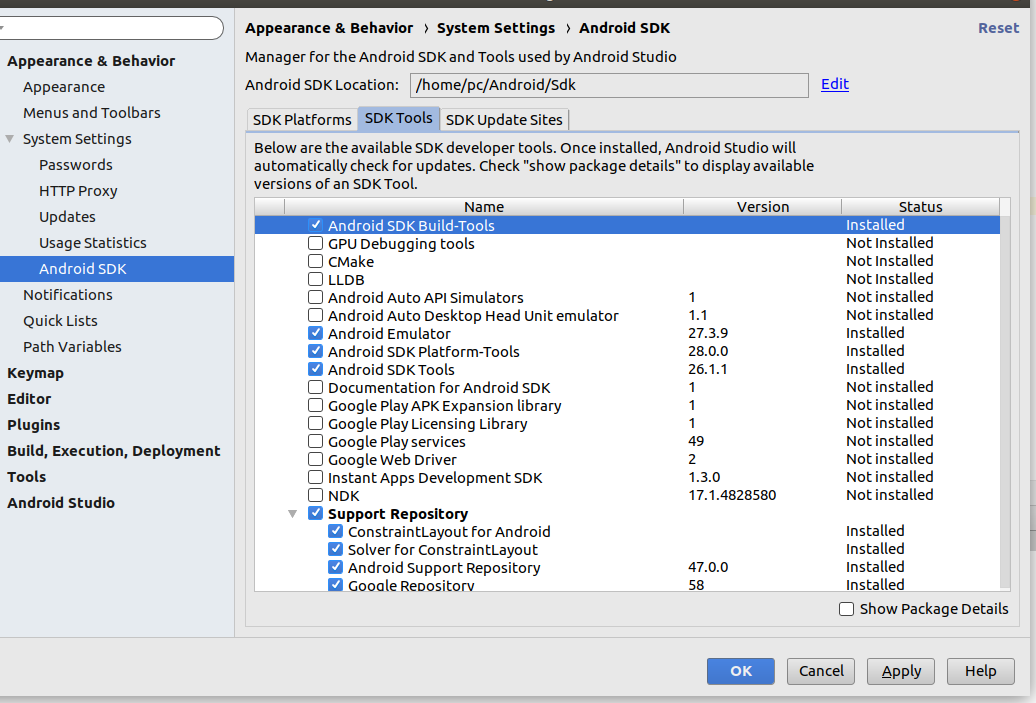 Appearance & Behavior
Appearance
Menus and Toolbars
System Settings
Passwords
HTTP Proxy
Updates
Usage Statistics
Android SDK
Notifications
Quick Lists
Path Variables
Keymap
Editor
Plugins
Build, Execution, Deployment
Tools
Android Studio
Appearance & Behavior › System Settings › Android SDK Reset
Manager for the Android SDK and Tools used by Android Studio
Android SDK Location: /home/pc/Android/Sdk Edit
SDK Platforms SDK Tools SDK Update Sites
Below are the available SDK developer tools. Once installed, Android Studio will
automatically check for updates. Check "show package details" to display available
versions of an SDK Tool.
Name Version Status
Android SDK Build-Tools Installed
GPU Debugging tools Not Installed
CMake Not Installed
LLDB Not Installed
Android Auto API Simulators 1 Not installed
Android Auto Desktop Head Unit emulator 1.1 Not installed
Android Emulator 27.3.9 Installed
Android SDK Platform-Tools 28.0.0 Installed
Android SDK Tools 26.1.1 Installed
Documentation for Android SDK 1 Not installed
Google Play APK Expansion library 1 Not installed
Google Play Licensing Library 1 Not installed
Google Play services 49 Not installed
Google Web Driver 2 Not installed
Instant Apps Development SDK 1.3.0 Not installed
NDK 17.1.4828580 Not installed
Support Repository
ConstraintLayout for Android Installed
Solver for ConstraintLayout Installed
Android Support Repository 47.0.0 Installed
Google Repository 58 Installed
Show Package Details
OK Cancel Apply Help